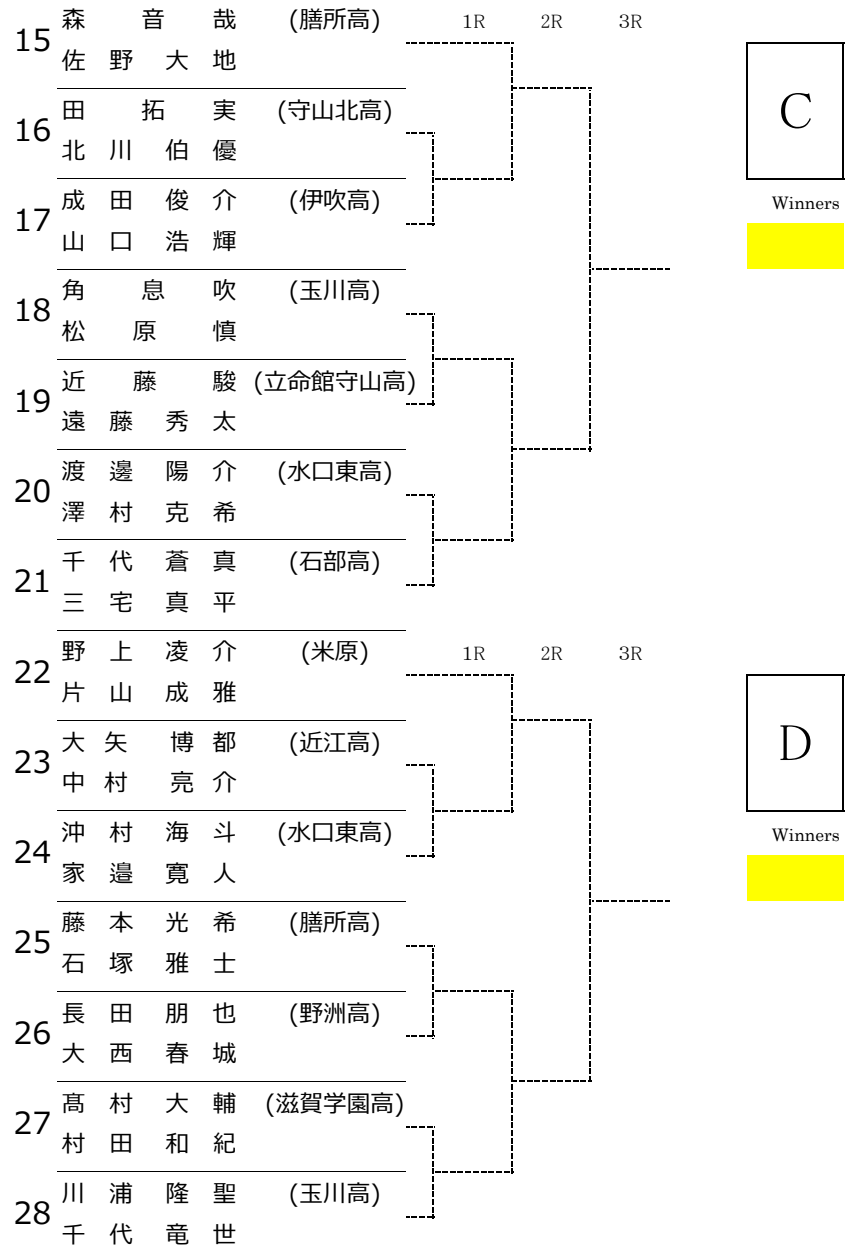 森音哉 (膳所高) 1R 2R 3R
15
佐野大地
C
田拓実 (守山北高)
16
北川伯優
成田俊介 (伊吹高) Winners
17
山口浩輝
角息吹 (玉川高)
18
松原慎
近藤駿 (立命館守山高)
19
遠藤秀太
渡邊陽介 (水口東高)
20
澤村克希
千代蒼真 (石部高)
21
三宅真平
野上凌介 (米原) 1R 2R 3R
22
片山成雅
D
大矢博都 (近江高)
23
中村亮介
沖村海斗 (水口東高) Winners
24
家邉寛人
藤本光希 (膳所高)
25
石塚雅士
長田朋也 (野洲高)
26
大西春城
髙村大輔 (滋賀学園高)
27
村田和紀
川浦隆聖 (玉川高)
28
千代竜世